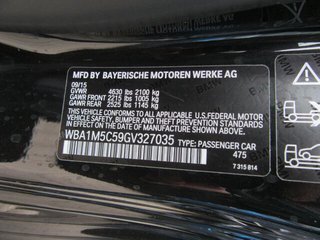 MFD BY BAYERISCHE MOTOREN WERKE AG
09/15
GVWR 4630 lbs 2100 kg
GAWR FRONT 2215 lbs 1005 kg
GAWR REAR 2525 lbs 1145 kg
THIS VEHICLE CONFORMS TO ALL APPLICABLE
U.S. FEDERAL MOTOR VEHICLE SAFETY, BUMPER,
AND THEFT PREVENTION STANDARDS IN EFFECT
ON THE DATE OF MANUFACTURE SHOWN ABOVE.
WBA1M5C59GV327035 TYPE: PASSENGER CAR
475
7 315 814